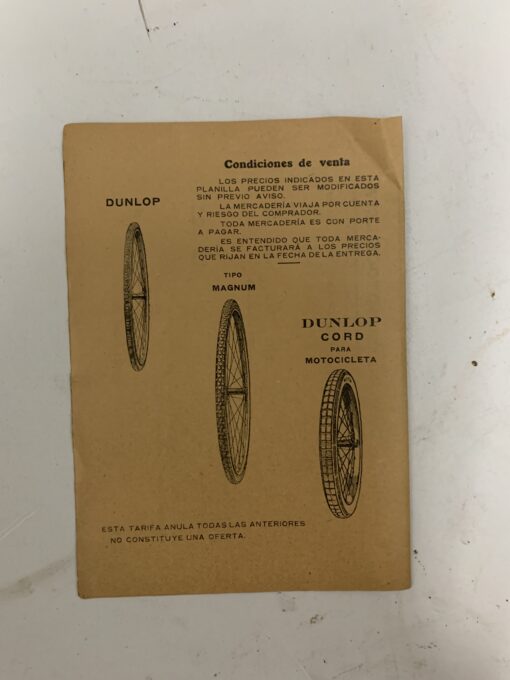 Condiciones de venta
LOS PRECIOS INDICADOS EN ESTA
PLANILLA PUEDEN SER MODIFICADOS
SIN PREVIO AVISO.
LA MERCADERÍA VIAJA POR CUENTA
Y RIESGO DEL COMPRADOR.
TODA MERCADERÍA ES CON PORTE
A PAGAR.
ES ENTENDIDO QUE TODA MERCA-
DERÍA SE FACTURARÁ A LOS PRECIOS
QUE RIJAN EN LA FECHA DE LA ENTREGA.
DUNLOP
TIPO
MAGNUM
DUNLOP
CORD
PARA
MOTOCICLETA
ESTA TARIFA ANULA TODAS LAS ANTERIORES
NO CONSTITUYE UNA OFERTA.